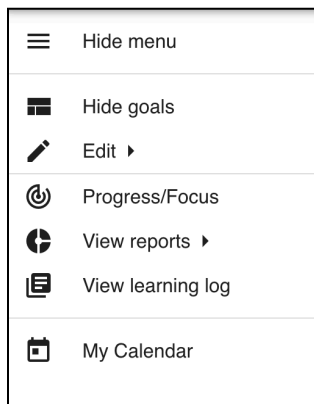 Hide menu
Hide goals
Edit
Progress/Focus
View reports
View learning log
My Calendar